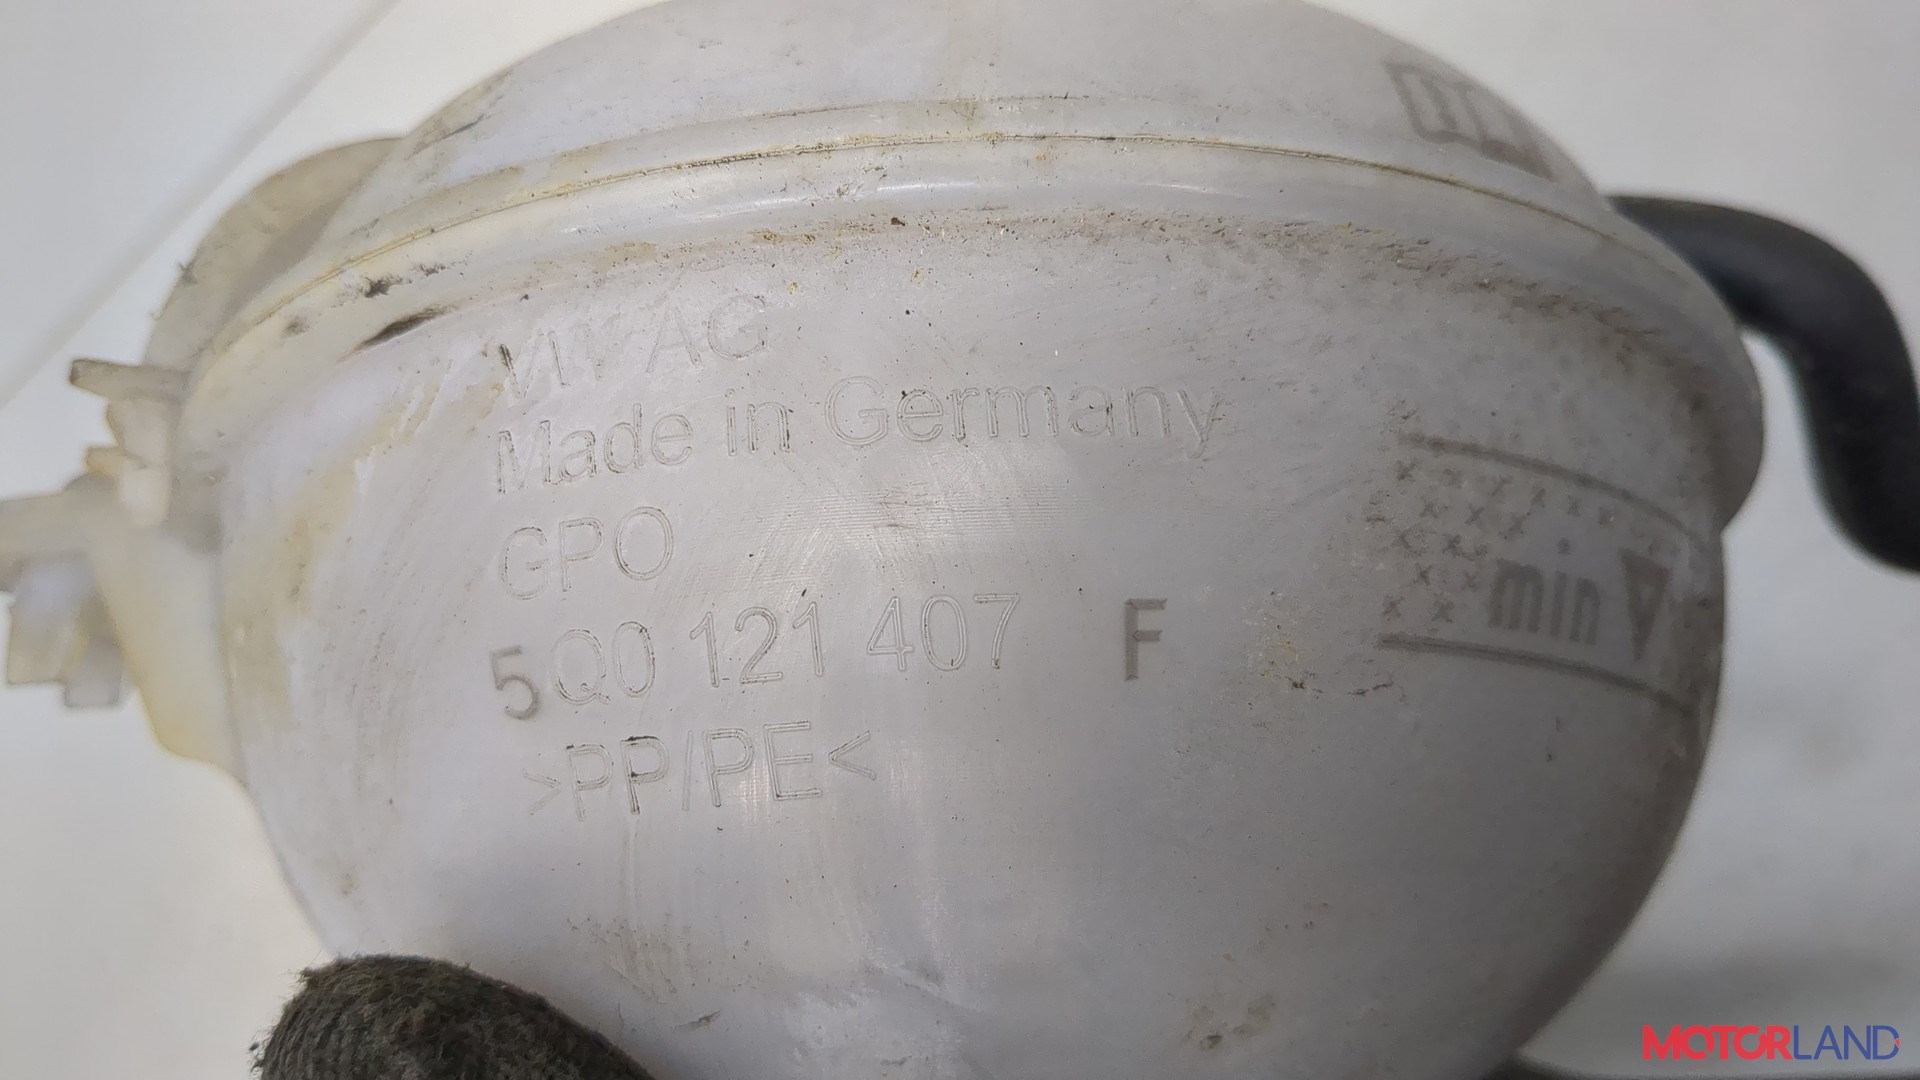 VW AG
Made in Germany
GPO
5Q0 121 407 F
>PP/PE<
min
MOTORLAND